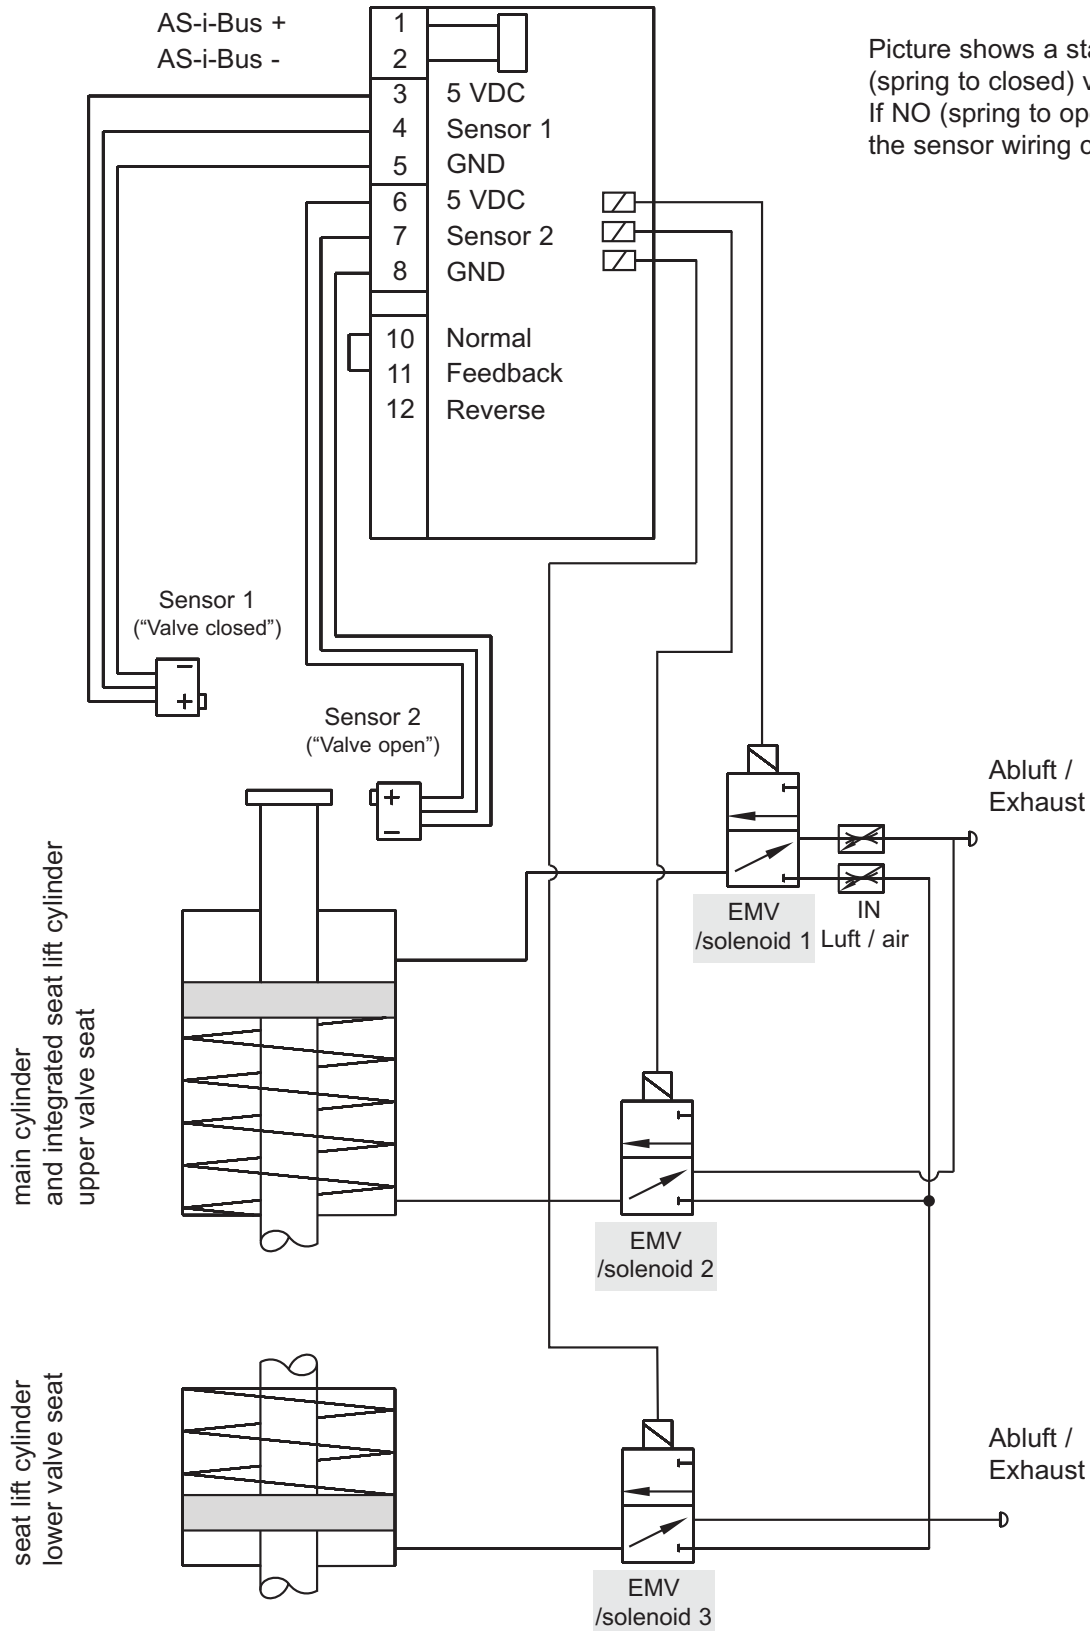 AS-i-Bus +
AS-i-Bus -
1
2
3 5 VDC
4 Sensor 1
5 GND
6 5 VDC
7 Sensor 2
8 GND
10 Normal
11 Feedback
12 Reverse
Picture shows a
(spring to closed)
If NO (spring to
the sensor wiring
Sensor 1
(“Valve closed”)
+
–
Sensor 2
(“Valve open”)
+
–
Abluft /
Exhaust
EMV
/solenoid 1
IN
Luft / air
main cylinder
and integrated seat lift cylinder
upper valve seat
EMV
/solenoid 2
seat lift cylinder
lower valve seat
Abluft /
Exhaust
EMV
/solenoid 3